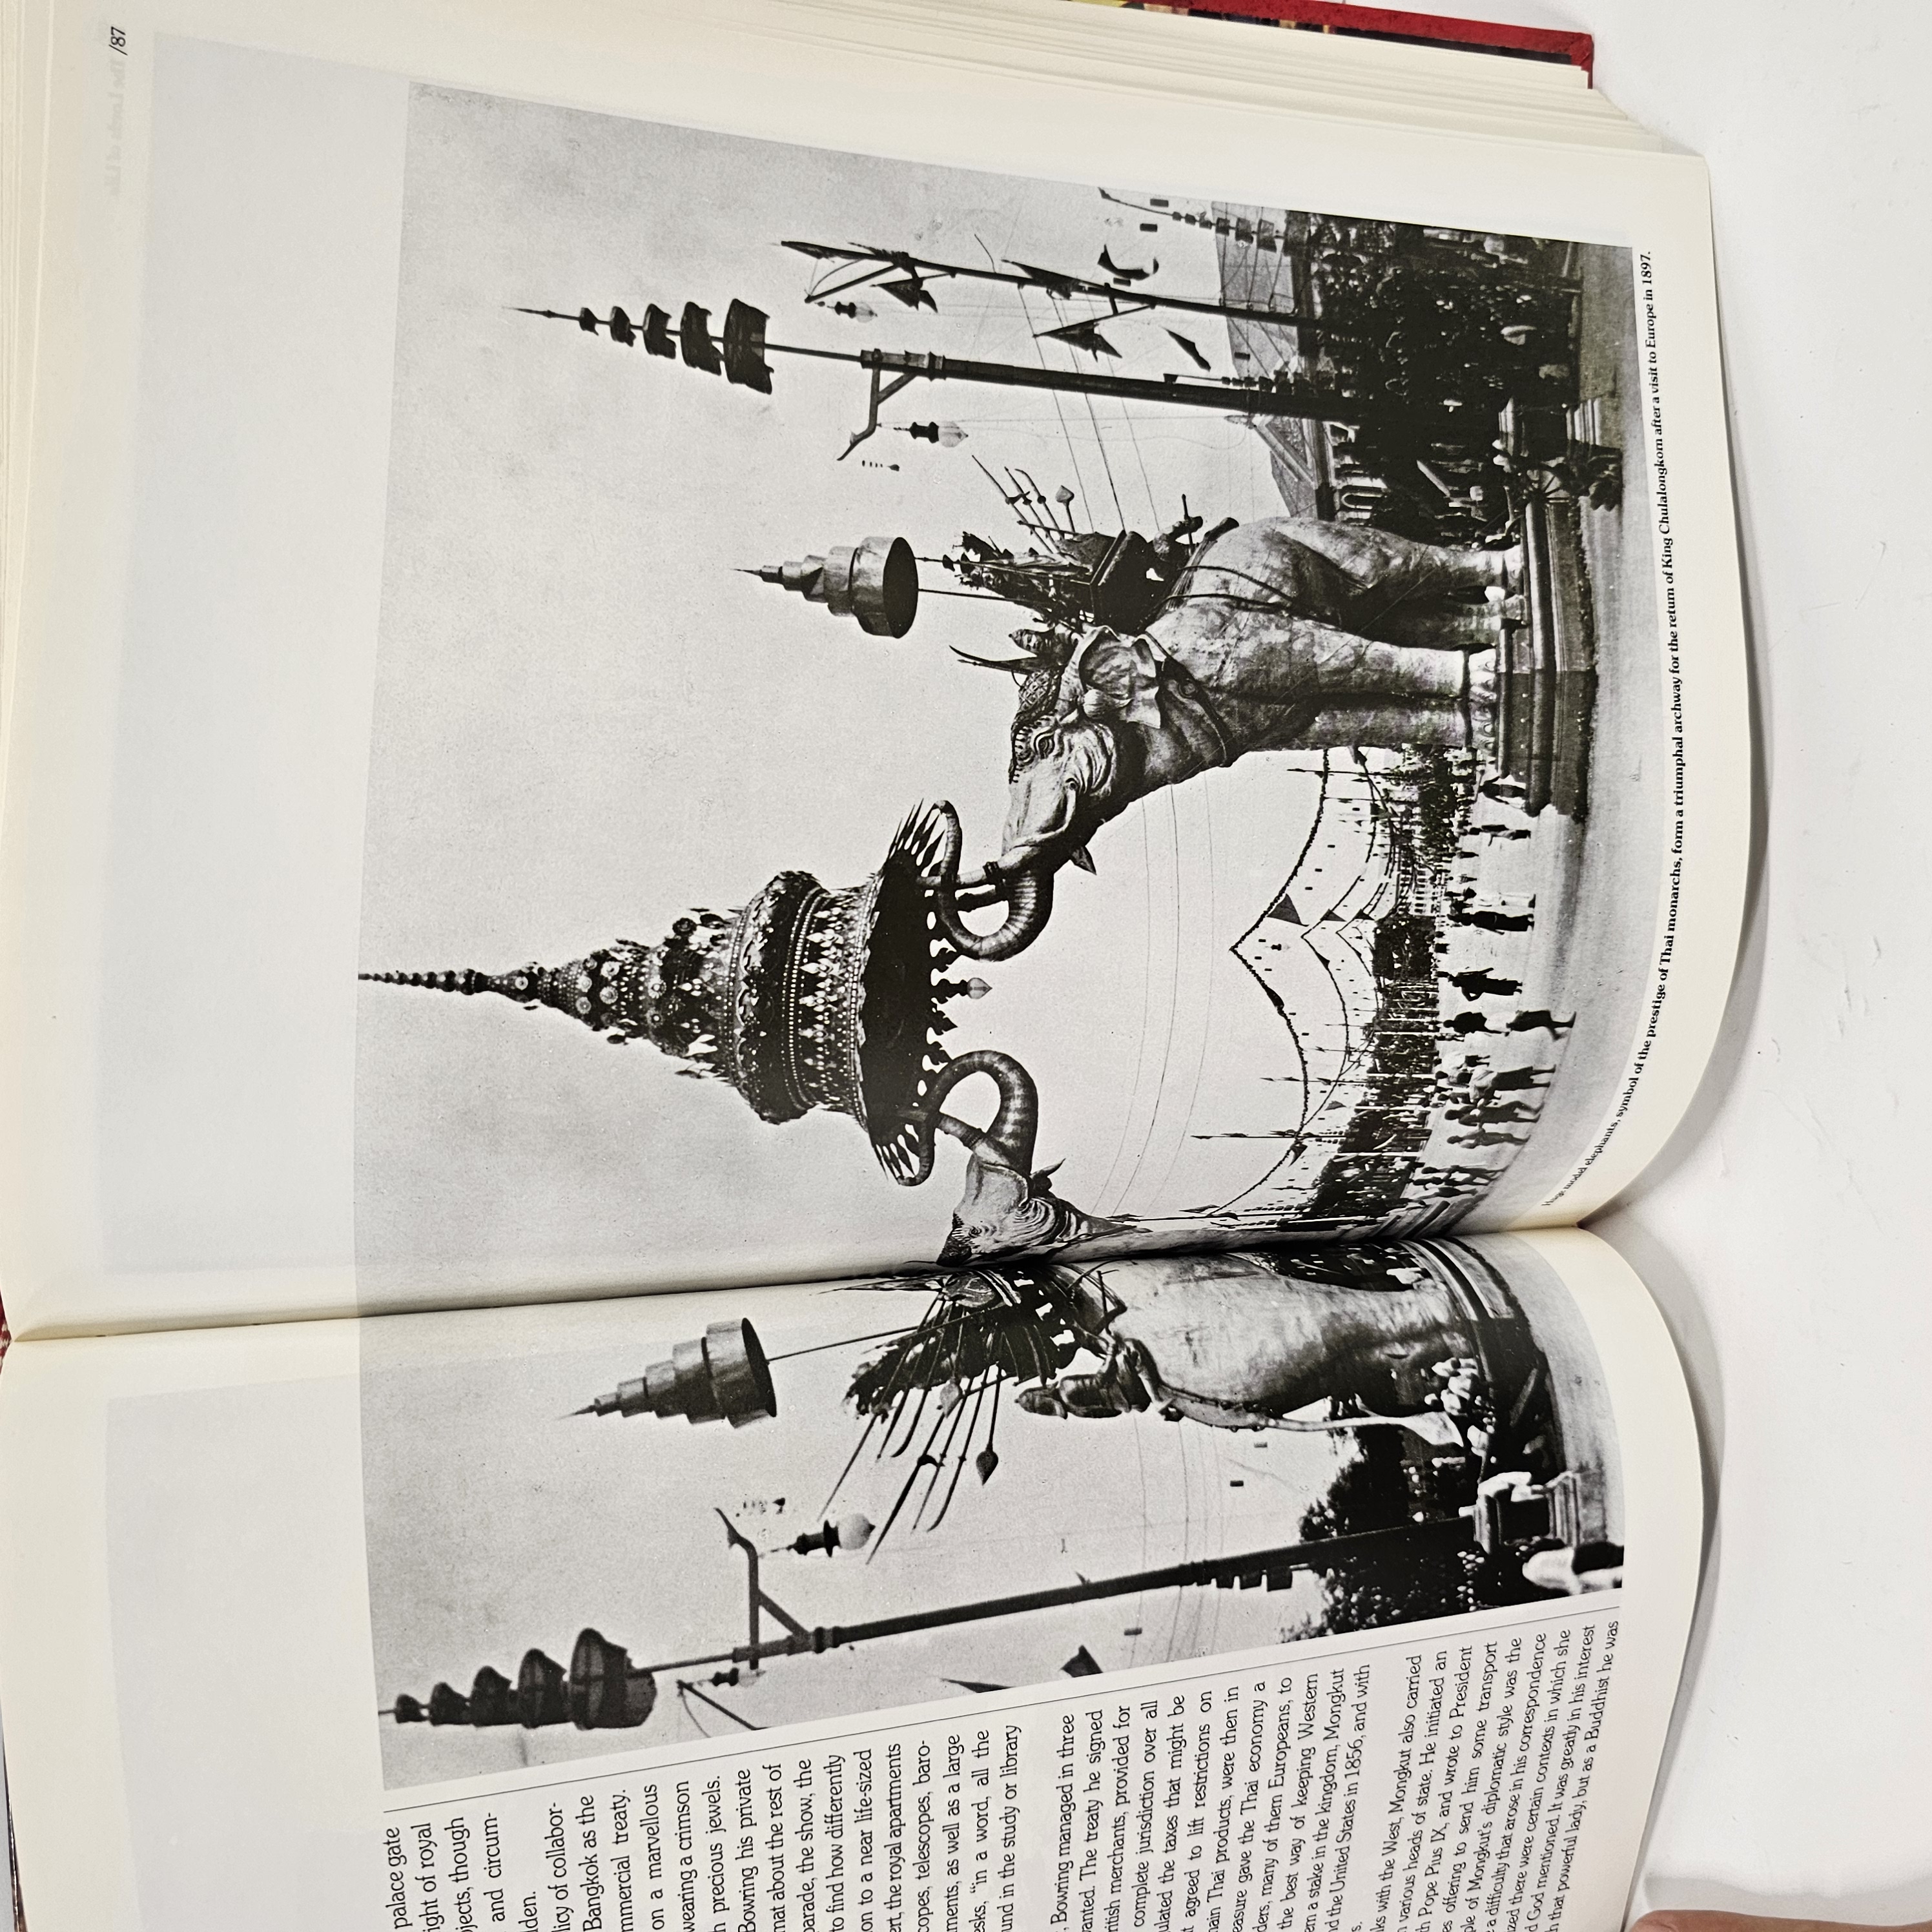 palace gate
ight of royal
jects, though
and circum-
lden.
licy of collabor-
Bangkok as the
mmercial treaty.
on a marvellous
wearing a crimson
h precious jewels.
Bowring his private
mat about the rest of
parade, the show, the
to find how differently
on to a near life-sized
ert, the royal apartments
copes, telescopes, baro-
ments, as well as a large
esks, “in a word, all the
und in the study or library
, Bowring managed in three
anted. The treaty he signed
ritish merchants, provided for
complete jurisdiction over all
ulated the taxes that might be
t agreed to lift restrictions on
nain Thai products, were then in
easure gave the Thai economy a
ders, many of them Europeans, to
the best way of keeping Western
em a stake in the kingdom, Mongkut
nd the United States in 1856, and with
s.
ks with the West, Mongkut also carried
n various heads of state. He initiated an
th Pope Pius IX, and wrote to President
es offering to send him some transport
ple of Mongkut's diplomatic style was the
a difficulty that arose in his correspondence
ized there were certain contexts in which she
d God mentioned. It was greatly in his interest
h that powerful lady, but as a Buddhist he was
/87
Huge model elephants, symbol of the prestige of Thai monarchs, form a triumphal archway for the return of King Chulalongkorn after a visit to Europe in 1897.